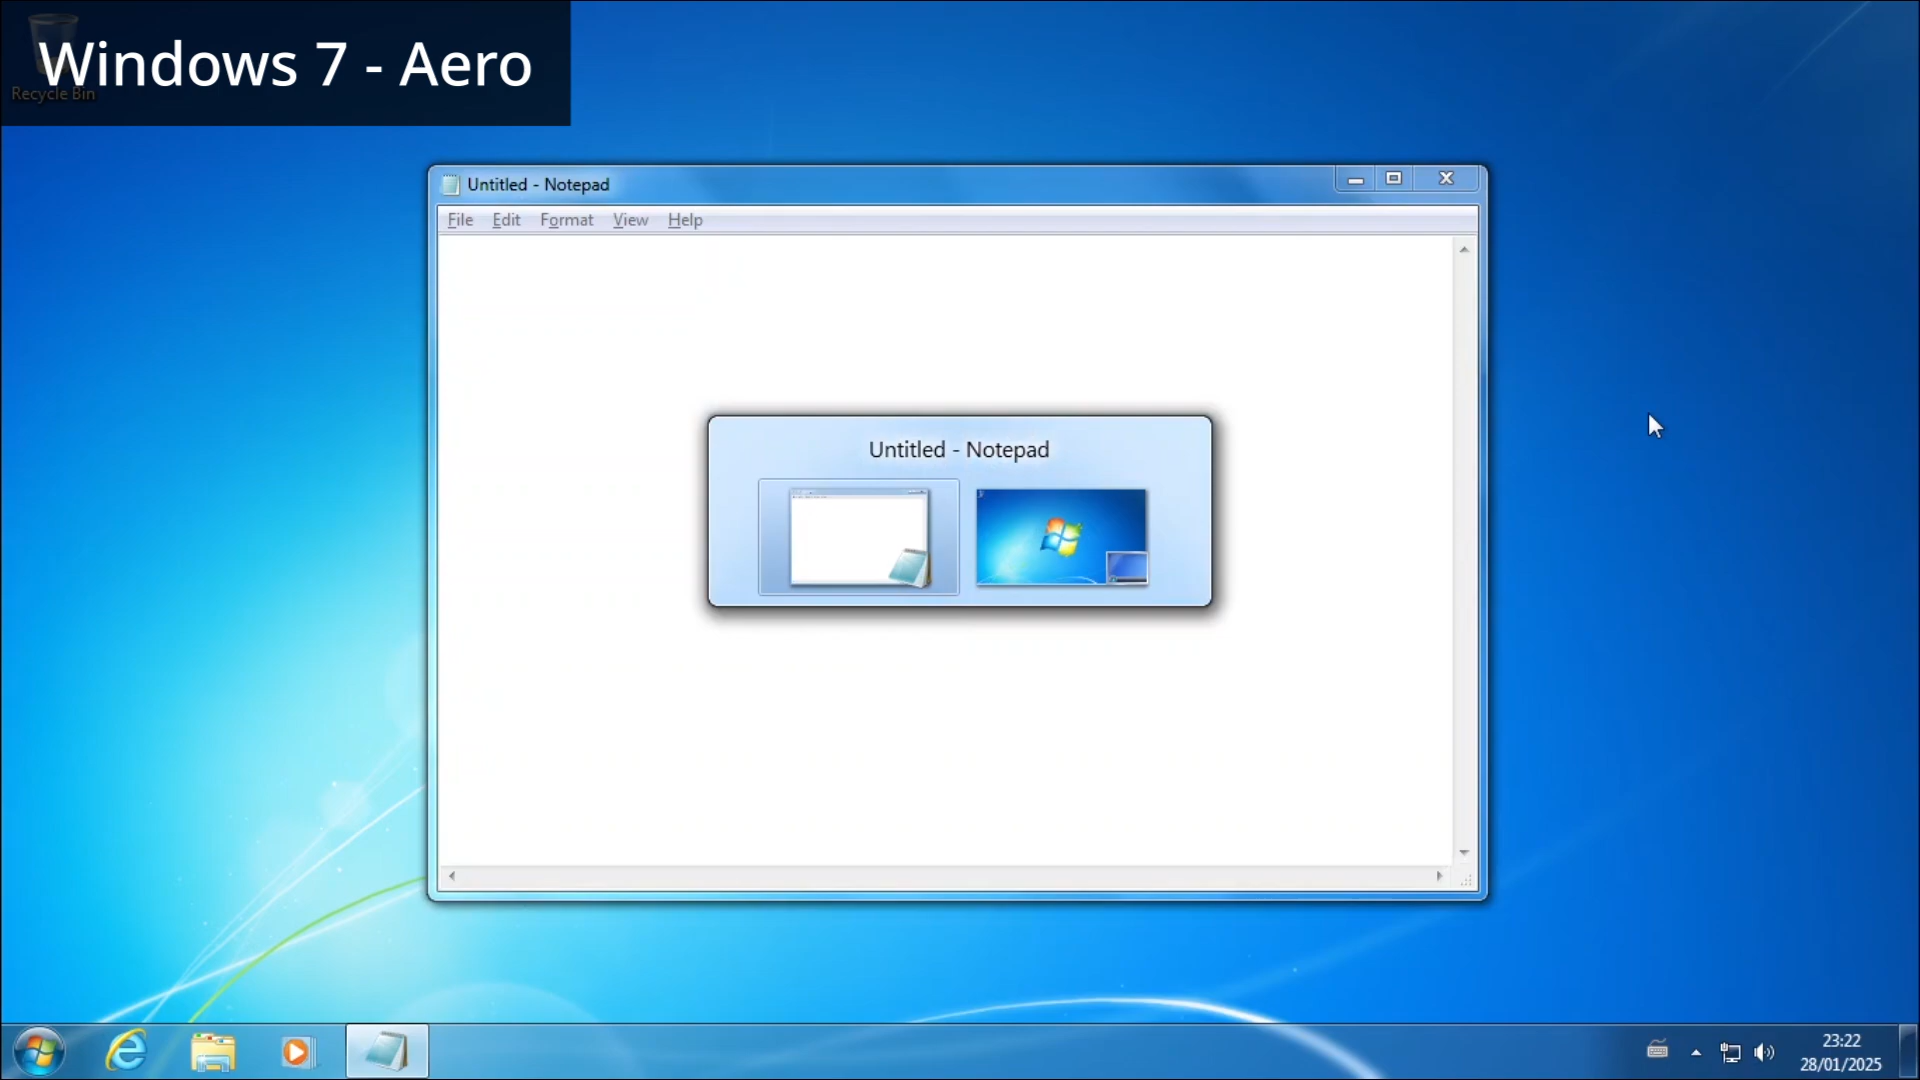 Windows 7 - Aero
Recycle Bin
Untitled - Notepad
File Edit Format View Help
Untitled - Notepad
23:22
28/01/2025